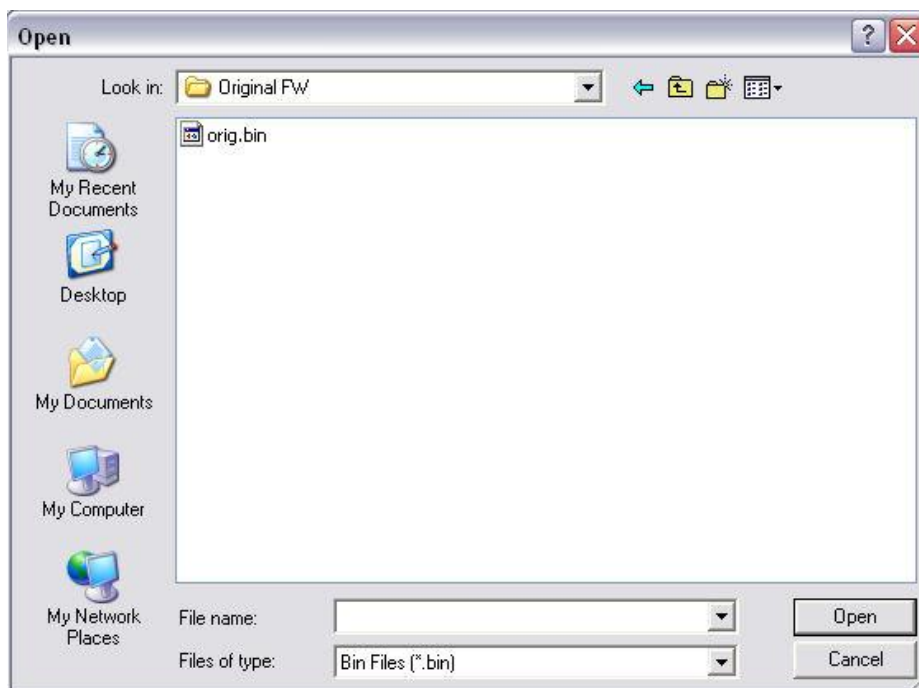 Open
Look in:
Original FW
orig.bin
My Recent
Documents
Desktop
My Documents
My Computer
My Network
Places
File name:
Open
Files of type:
Bin Files (*.bin)
Cancel